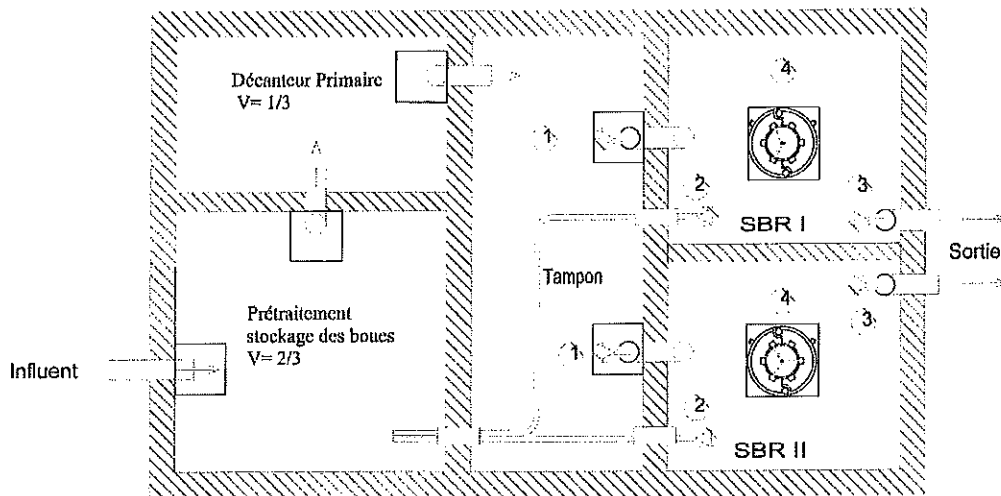 Décanteur Primaire
V= 1/3
4
1
2
3
SBR I
Sortie
Tampon
Prétraitement
stockage des boues
V= 2/3
Influent
4
3
1
2
SBR II